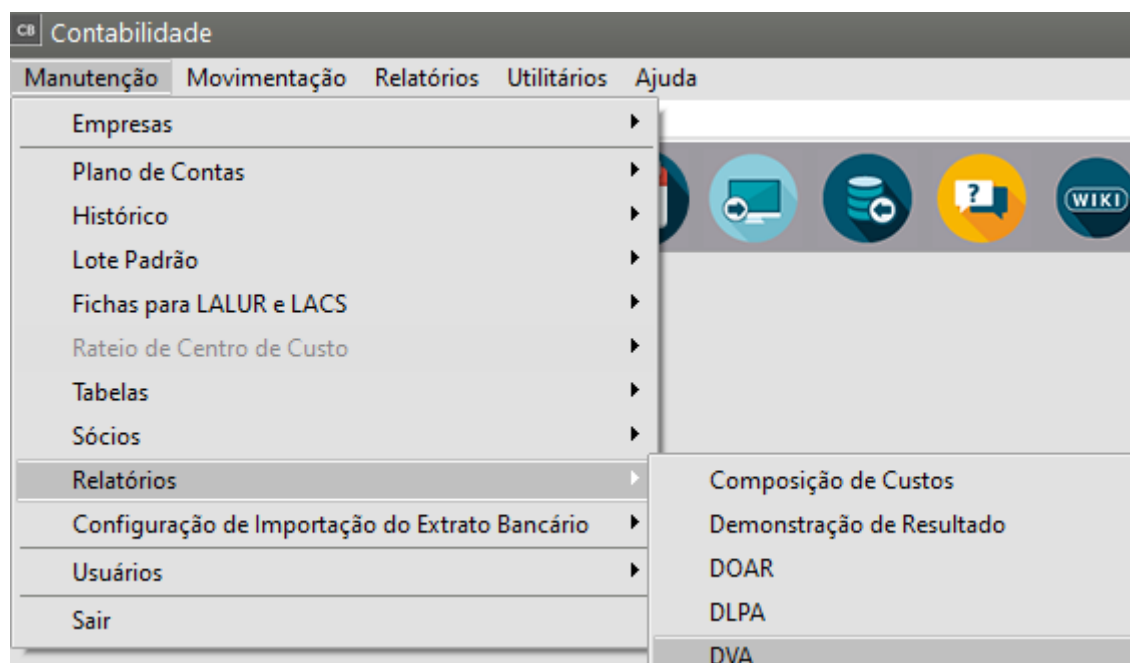 CB Contabilidade
Manutenção Movimentação Relatórios Utilitários Ajuda
Empresas
Plano de Contas
Histórico
? WIKI
Lote Padrão
Fichas para LALUR e LACS
Rateio de Centro de Custo
Tabelas
Sócios
Relatórios
Composição de Custos
Configuração de Importação do Extrato Bancário
Demonstração de Resultado
Usuários
DOAR
Sair
DLPA
DVA